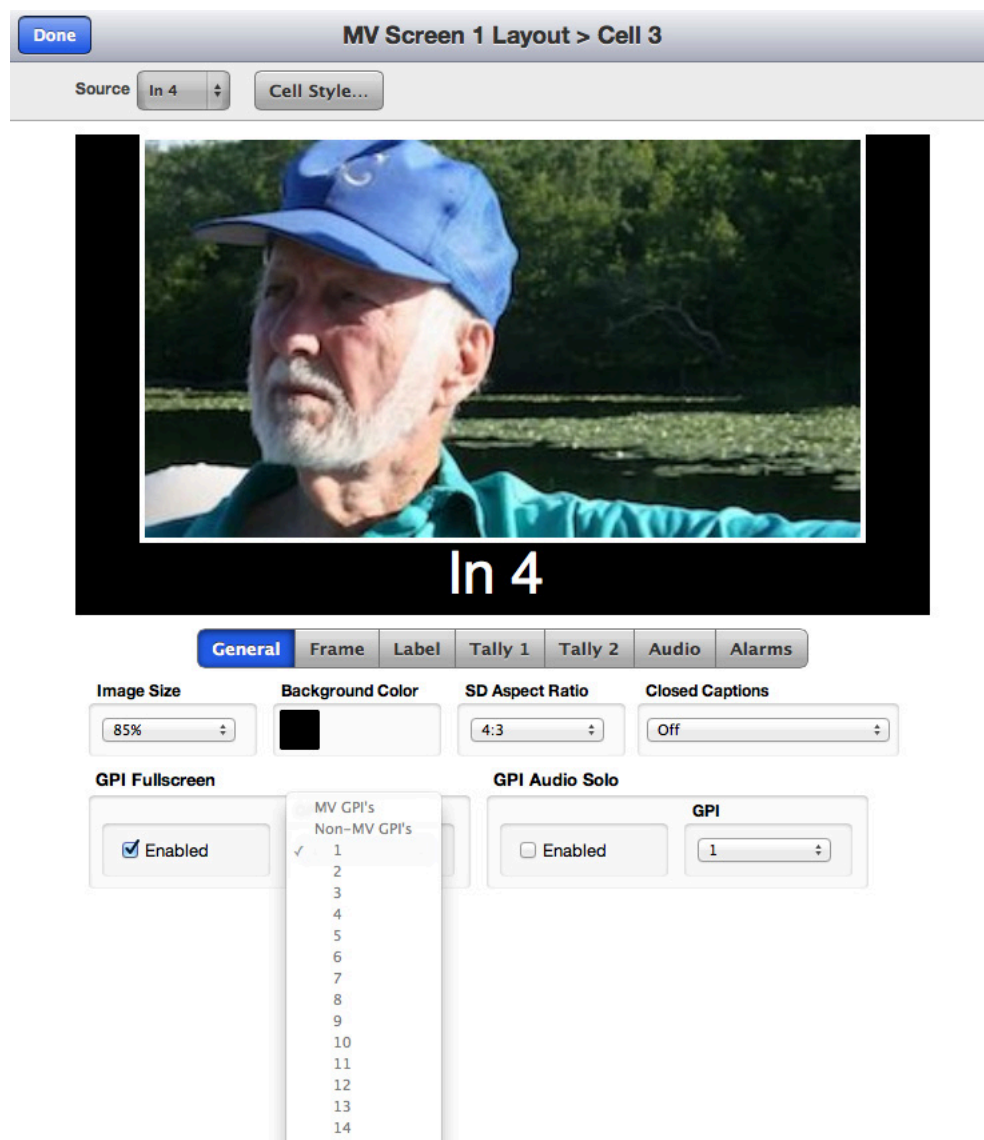 Done
MV Screen 1 Layout > Cell 3
Source In 4 Cell Style...
In 4
General Frame Label Tally 1 Tally 2 Audio Alarms
Image Size Background Color SD Aspect Ratio Closed Captions
85% 4:3 Off
GPI Fullscreen GPI Audio Solo
MV GPI's
GPI
Non-MV GPI's
Enabled ✓ 1 Enabled 1
2
3
4
5
6
7
8
9
10
11
12
13
14